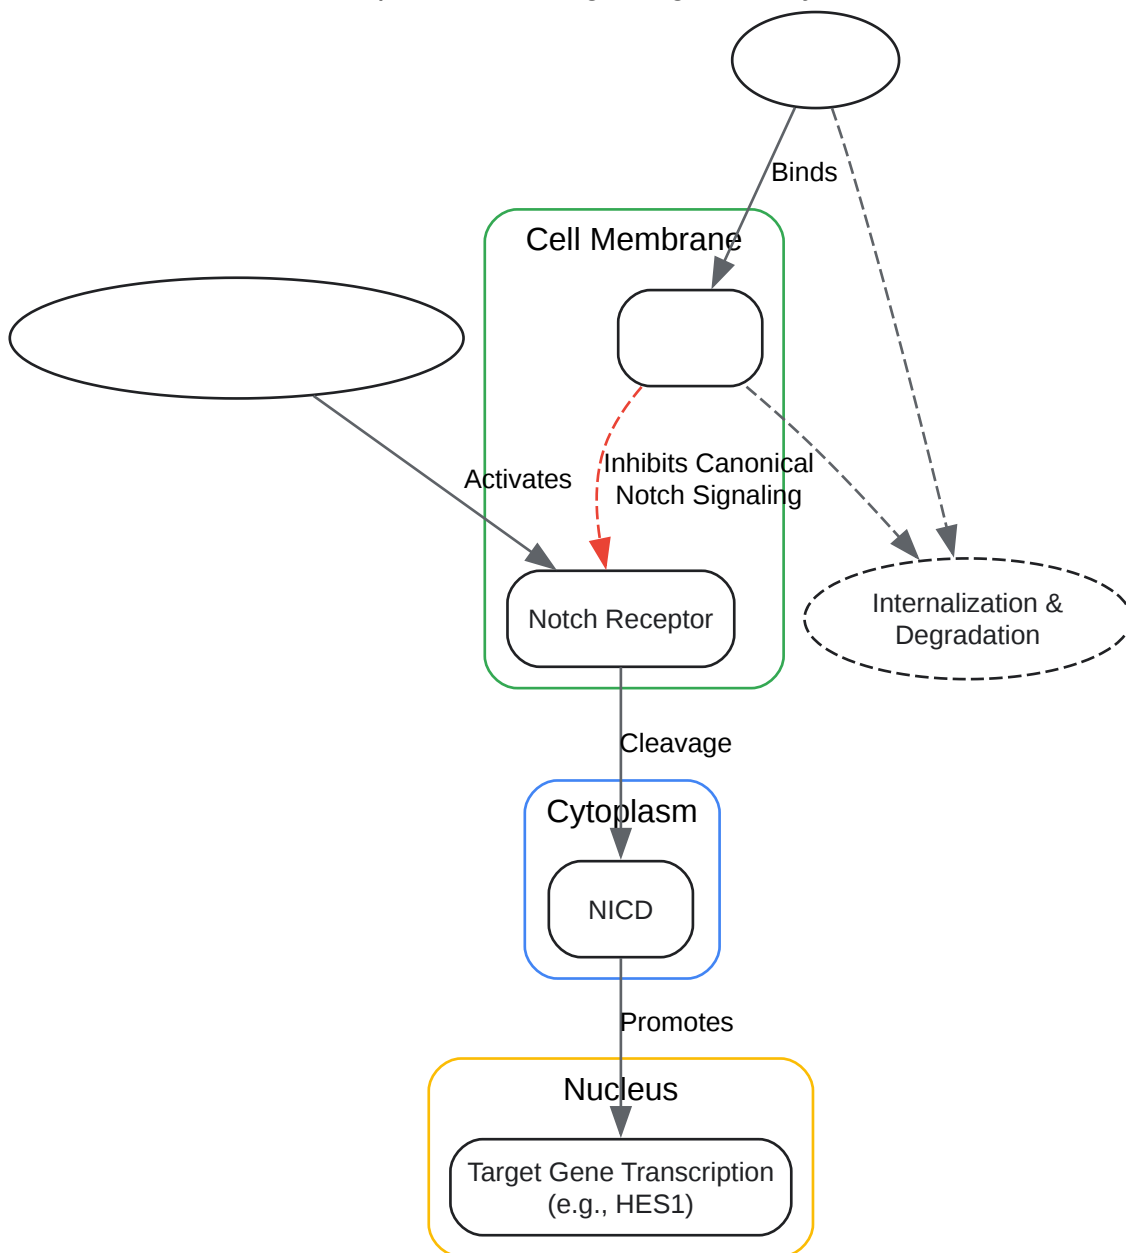 Binds
Cell Membrane
Activates
Inhibits Canonical
Notch Signaling
Notch Receptor
Internalization &
Degradation
Cleavage
Cytoplasm
NICD
Promotes
Nucleus
Target Gene Transcription
(e.g., HES1)